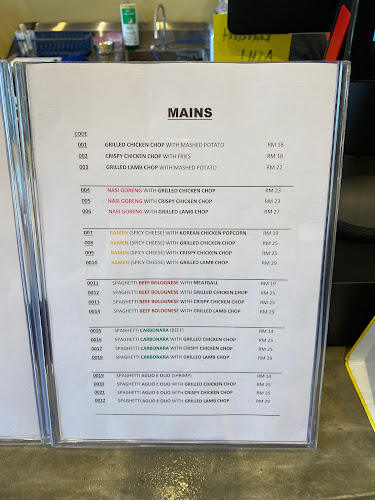 MAINS
CODE
001 GRILLED CHICKEN CHOP WITH MASHED POTATO RM 18
002 CRISPY CHICKEN CHOP WITH FRIES RM 18
003 GRILLED LAMB CHOP WITH MASHED POTATO RM 22
004 NASI GORENG WITH GRILLED CHICKEN CHOP RM 23
005 NASI GORENG WITH CRISPY CHICKEN CHOP RM 23
006 NASI GORENG WITH GRILLED LAMB CHOP RM 27
007 RAMEN (SPICY CHEESE) WITH KOREAN CHICKEN POPCORN RM 19
008 RAMEN (SPICY CHEESE) WITH GRILLED CHICKEN CHOP RM 25
009 RAMEN (SPICY CHEESE) WITH CRISPY CHICKEN CHOP RM 25
0010 RAMEN (SPICY CHEESE) WITH GRILLED LAMB CHOP RM 29
0011 SPAGHETTI BEEF BOLOGNESE WITH MEATBALL RM 19
0012 SPAGHETTI BEEF BOLOGNESE WITH GRILLED CHICKEN CHOP RM 25
0013 SPAGHETTI BEEF BOLOGNESE WITH CRISPY CHICKEN CHOP RM 25
0014 SPAGHETTI BEEF BOLOGNESE WITH GRILLED LAMB CHOP RM 29
0015 SPAGHETTI CARBONARA (BEEF) RM 14
0016 SPAGHETTI CARBONARA WITH GRILLED CHICKEN CHOP RM 25
0017 SPAGHETTI CARBONARA WITH CRISPY CHICKEN CHOP RM 25
0018 SPAGHETTI CARBONARA WITH GRILLED LAMB CHOP RM 29
0019 SPAGHETTI AGLIO E OLIO (SHRIMP) RM 14
0020 SPAGHETTI AGLIO E OLIO WITH GRILLED CHICKEN CHOP RM 25
0021 SPAGHETTI AGLIO E OLIO WITH CRISPY CHICKEN CHOP RM 25
0022 SPAGHETTI AGLIO E OLIO WITH GRILLED LAMB CHOP RM 29